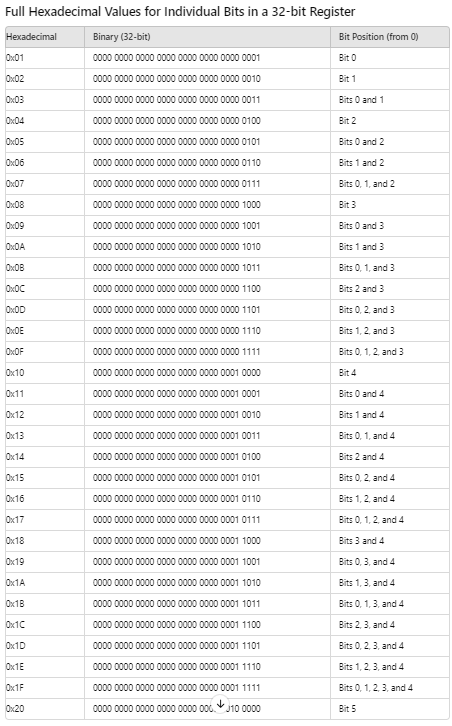 Full Hexadecimal Values for Individual Bits in a 32-bit Register
Hexadecimal Binary (32-bit) Bit Position (from 0)
0x01 0000 0000 0000 0000 0000 0000 0000 0001 Bit 0
0x02 0000 0000 0000 0000 0000 0000 0000 0010 Bit 1
0x03 0000 0000 0000 0000 0000 0000 0000 0011 Bits 0 and 1
0x04 0000 0000 0000 0000 0000 0000 0000 0100 Bit 2
0x05 0000 0000 0000 0000 0000 0000 0000 0101 Bits 0 and 2
0x06 0000 0000 0000 0000 0000 0000 0000 0110 Bits 1 and 2
0x07 0000 0000 0000 0000 0000 0000 0000 0111 Bits 0, 1, and 2
0x08 0000 0000 0000 0000 0000 0000 0000 1000 Bit 3
0x09 0000 0000 0000 0000 0000 0000 0000 1001 Bits 0 and 3
0x0A 0000 0000 0000 0000 0000 0000 0000 1010 Bits 1 and 3
0x0B 0000 0000 0000 0000 0000 0000 0000 1011 Bits 0, 1, and 3
0x0C 0000 0000 0000 0000 0000 0000 0000 1100 Bits 2 and 3
0x0D 0000 0000 0000 0000 0000 0000 0000 1101 Bits 0, 2, and 3
0x0E 0000 0000 0000 0000 0000 0000 0000 1110 Bits 1, 2, and 3
0x0F 0000 0000 0000 0000 0000 0000 0000 1111 Bits 0, 1, 2, and 3
0x10 0000 0000 0000 0000 0000 0000 0001 0000 Bit 4
0x11 0000 0000 0000 0000 0000 0000 0001 0001 Bits 0 and 4
0x12 0000 0000 0000 0000 0000 0000 0001 0010 Bits 1 and 4
0x13 0000 0000 0000 0000 0000 0000 0001 0011 Bits 0, 1, and 4
0x14 0000 0000 0000 0000 0000 0000 0001 0100 Bits 2 and 4
0x15 0000 0000 0000 0000 0000 0000 0001 0101 Bits 0, 2, and 4
0x16 0000 0000 0000 0000 0000 0000 0001 0110 Bits 1, 2, and 4
0x17 0000 0000 0000 0000 0000 0000 0001 0111 Bits 0, 1, 2, and 4
0x18 0000 0000 0000 0000 0000 0000 0001 1000 Bits 3 and 4
0x19 0000 0000 0000 0000 0000 0000 0001 1001 Bits 0, 3, and 4
0x1A 0000 0000 0000 0000 0000 0000 0001 1010 Bits 1, 3, and 4
0x1B 0000 0000 0000 0000 0000 0000 0001 1011 Bits 0, 1, 3, and 4
0x1C 0000 0000 0000 0000 0000 0000 0001 1100 Bits 2, 3, and 4
0x1D 0000 0000 0000 0000 0000 0000 0001 1101 Bits 0, 2, 3, and 4
0x1E 0000 0000 0000 0000 0000 0000 0001 1110 Bits 1, 2, 3, and 4
0x1F 0000 0000 0000 0000 0000 0000 0001 1111 Bits 0, 1, 2, 3, and 4
0x20 0000 0000 0000 0000 0000 0000 Bit 5